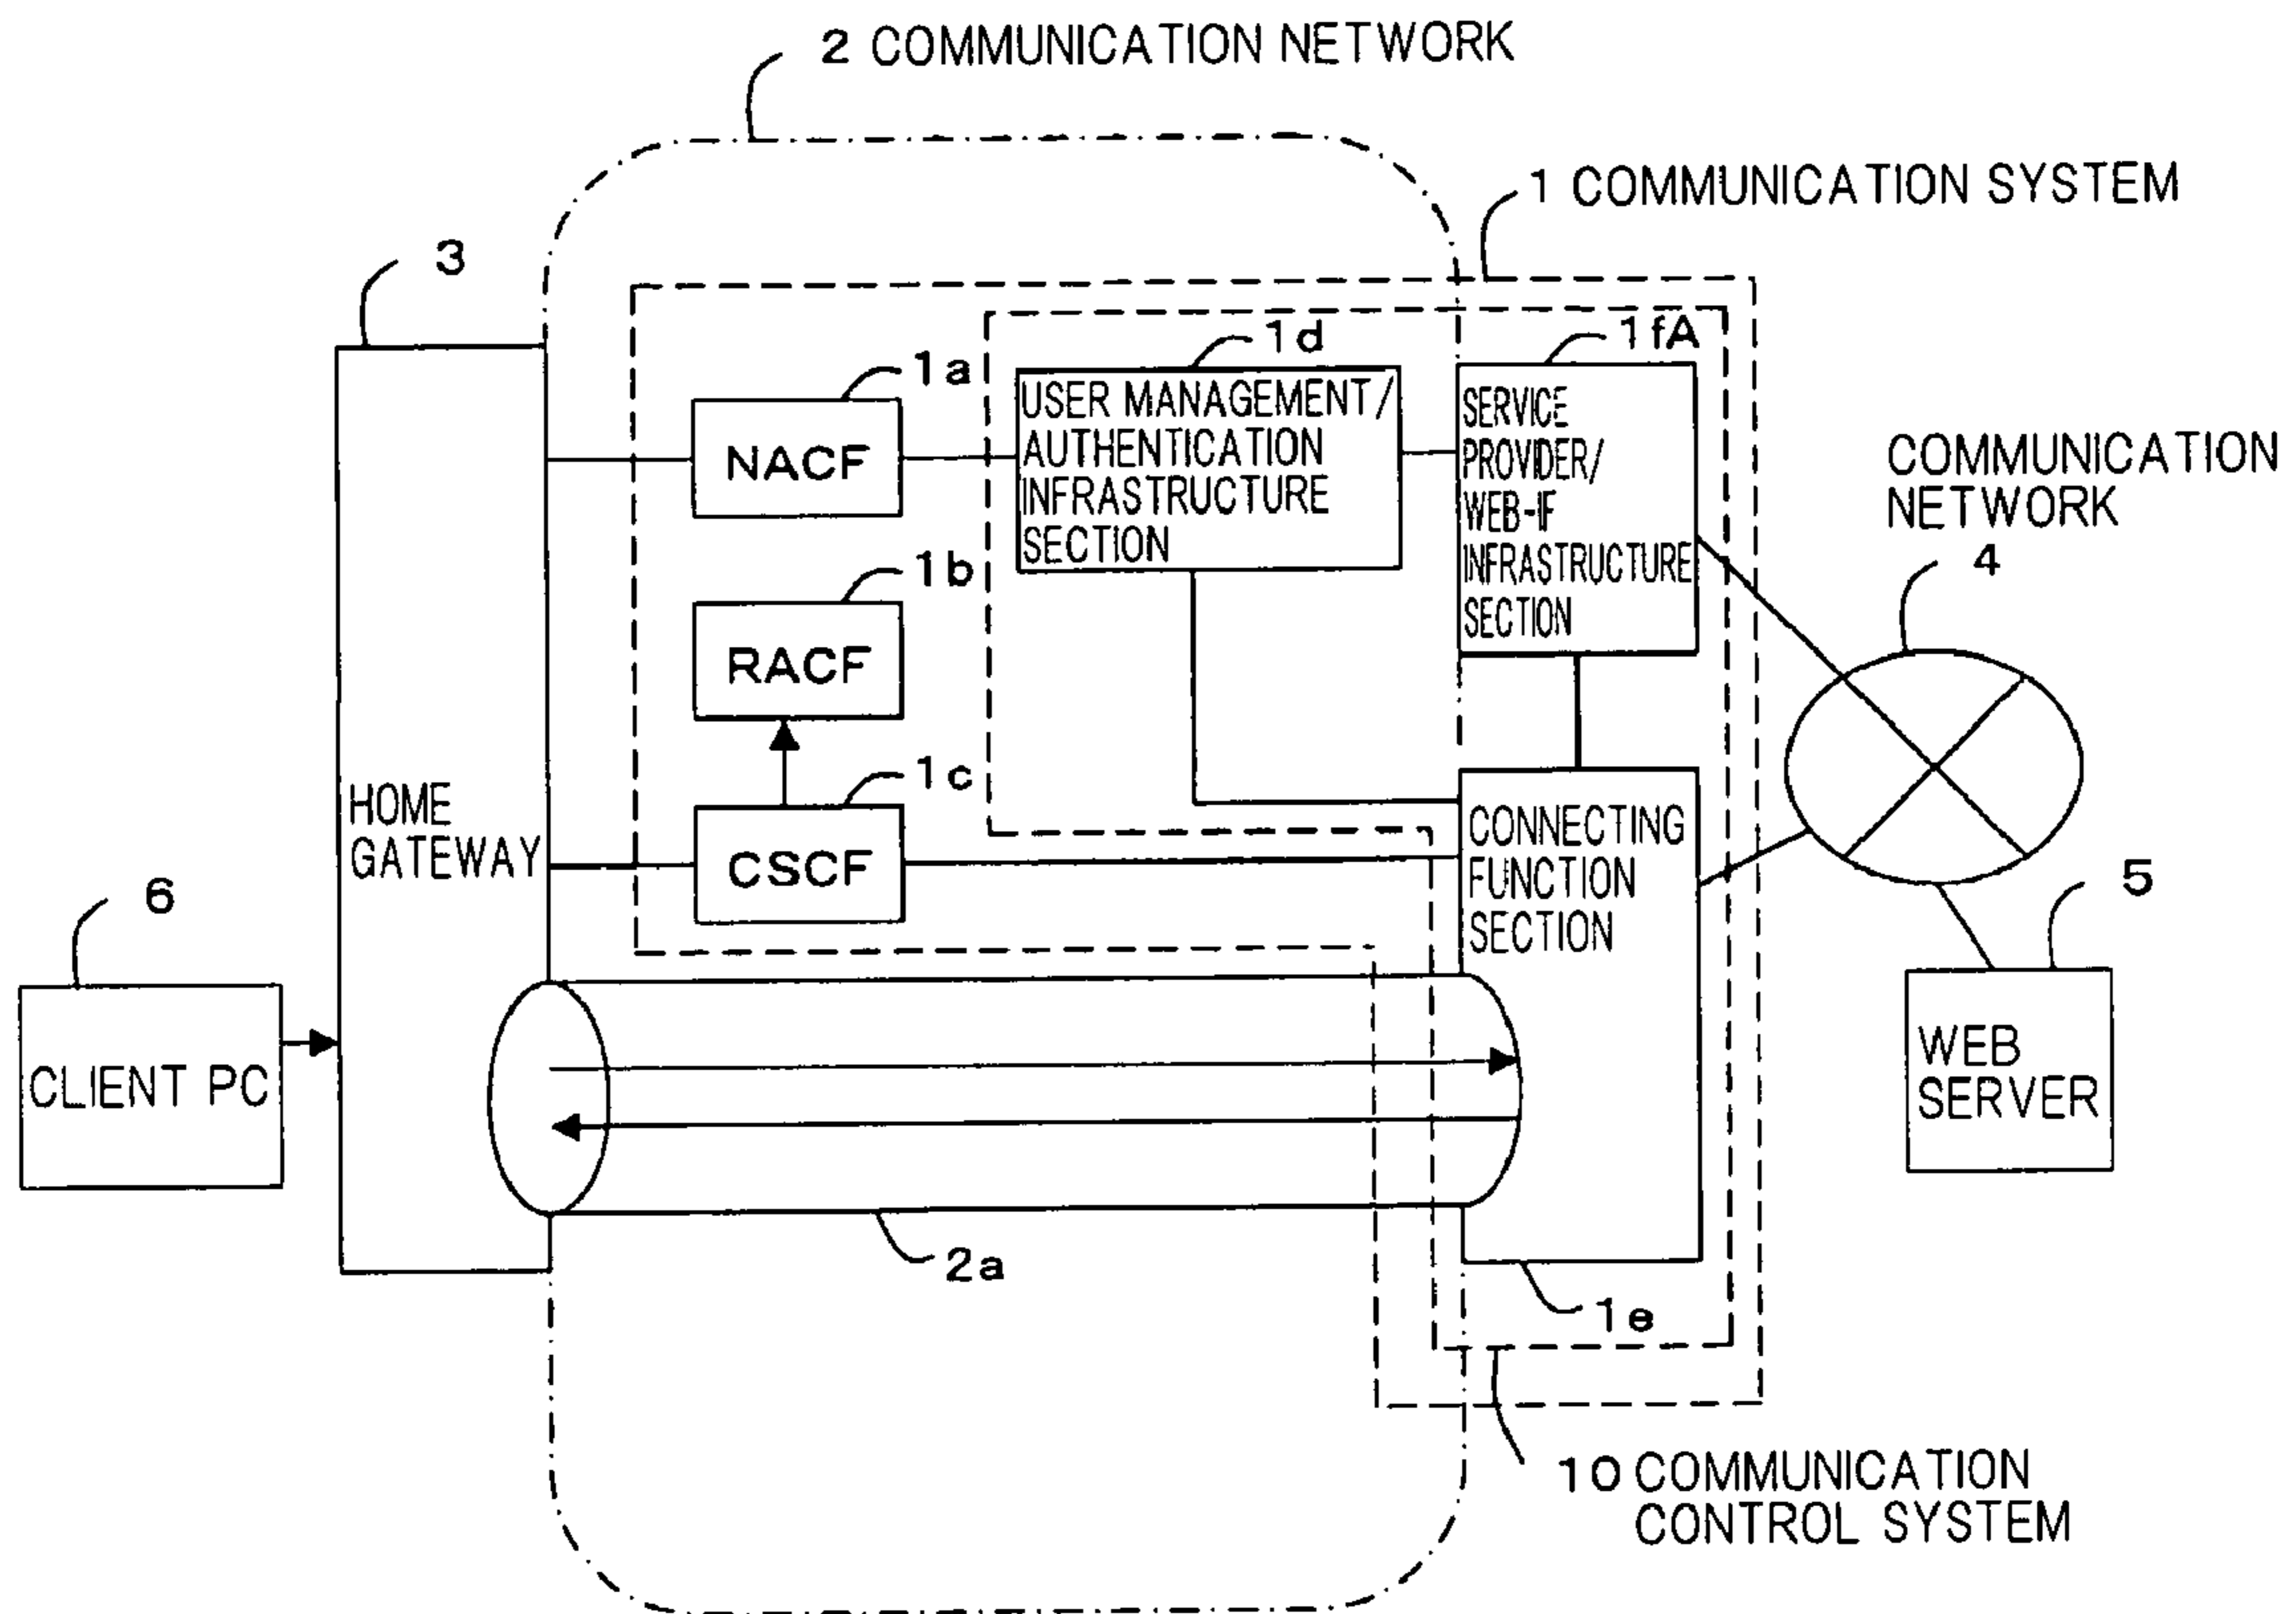 2 COMMUNICATION NETWORK
1 COMMUNICATION SYSTEM
3
1a
1d
1fA
NACF
USER MANAGEMENT/
AUTHENTICATION
INFRASTRUCTURE
SECTION
SERVICE
PROVIDER/
WEB-IF
INFRASTRUCTURE
SECTION
COMMUNICATION
NETWORK
4
1b
RACF
1c
CSCF
HOME
GATEWAY
CONNECTING
FUNCTION
SECTION
6
CLIENT PC
5
WEB
SERVER
2a
1e
10 COMMUNICATION
CONTROL SYSTEM